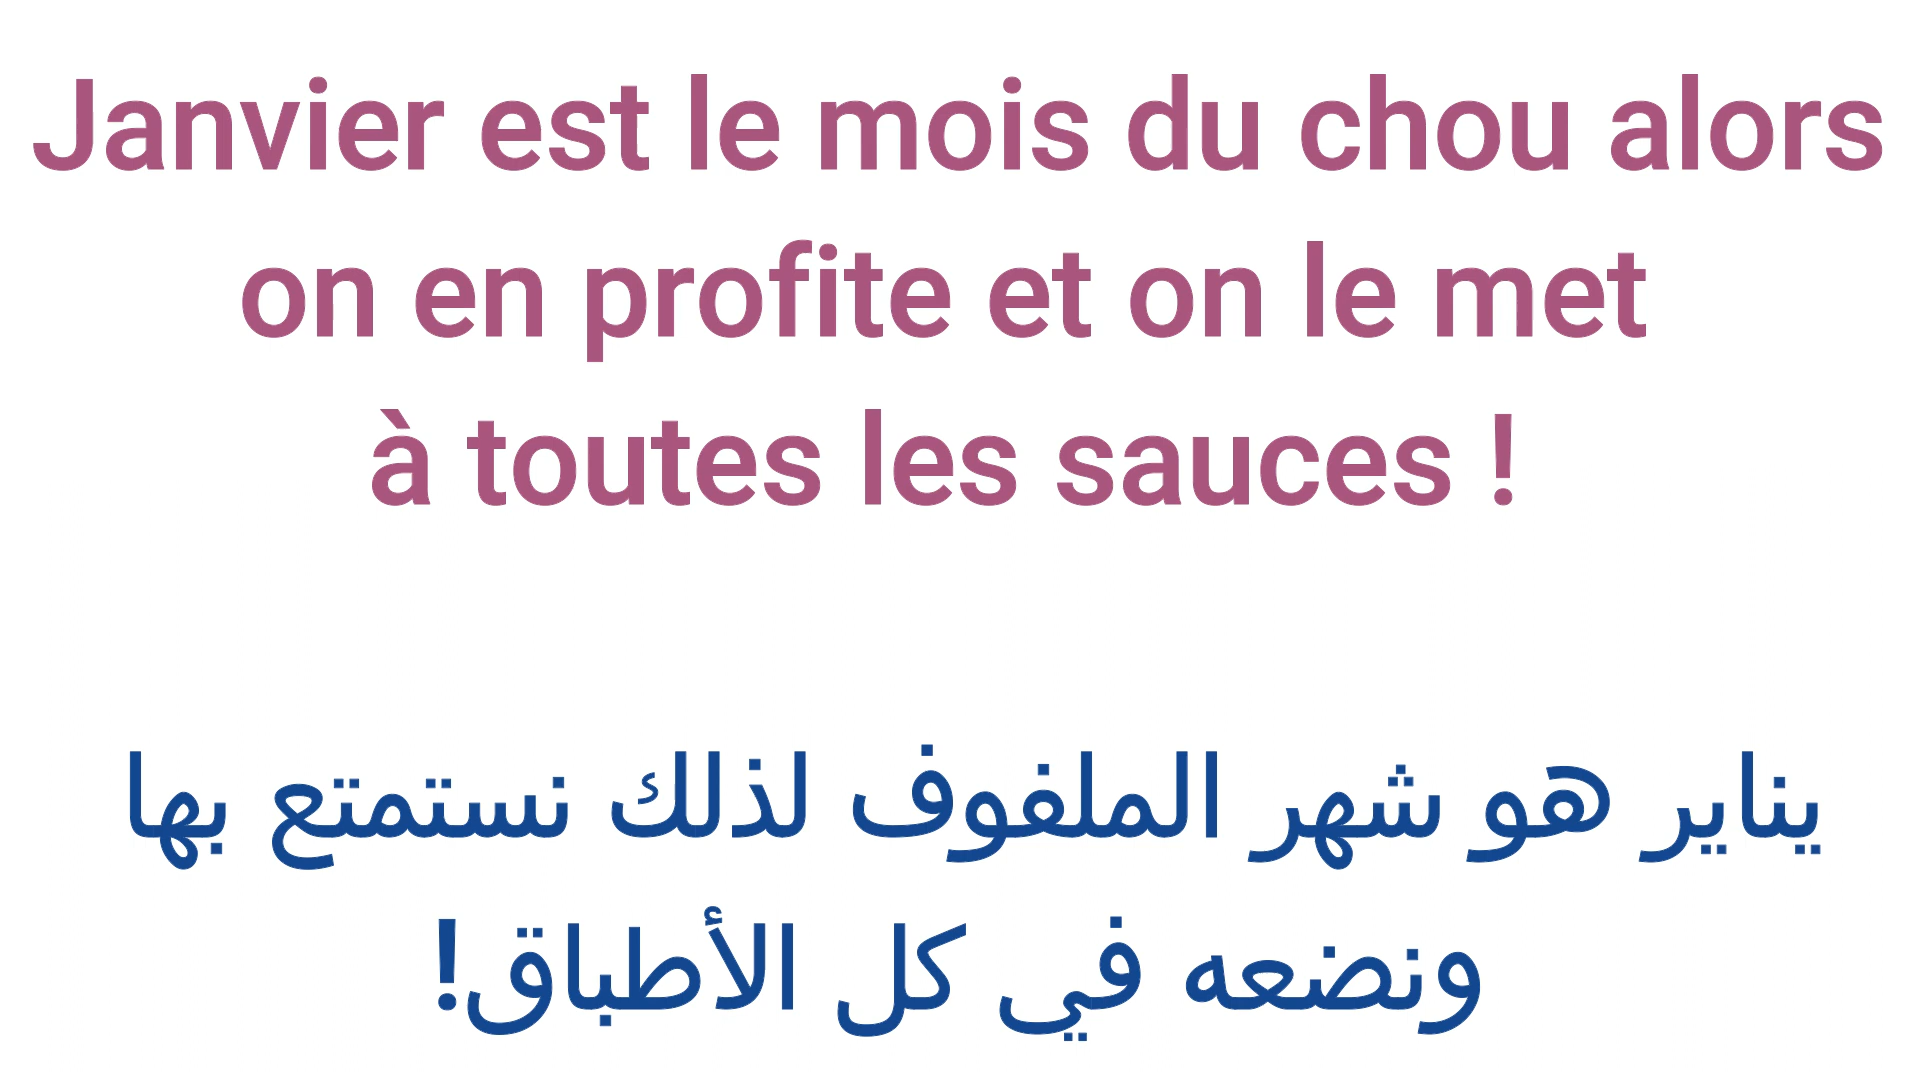 Janvier est le mois du chou alors
on en profite et on le met
à toutes les sauces !
يناير هو شهر الملفوف لذلك نستمتع بها
ونضعه في كل الأطباق!